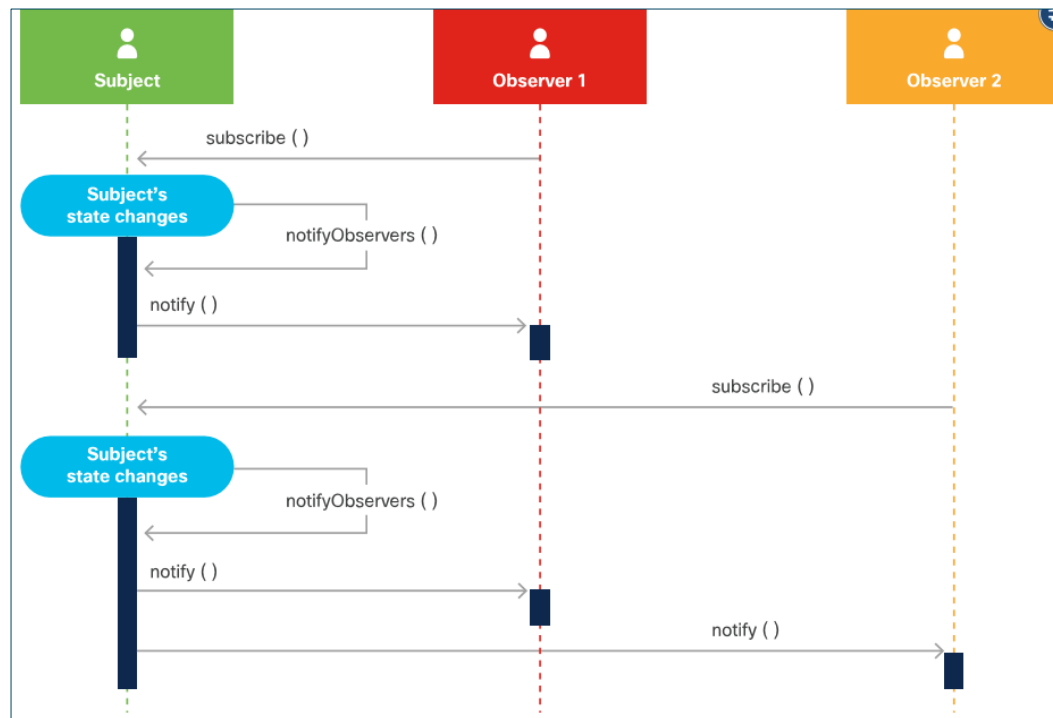 Subject
Observer 1
Observer 2
subscribe ( )
Subject's
state changes
notifyObservers ( )
notify ( )
subscribe ( )
Subject's
state changes
notifyObservers ( )
notify ( )
notify ( )